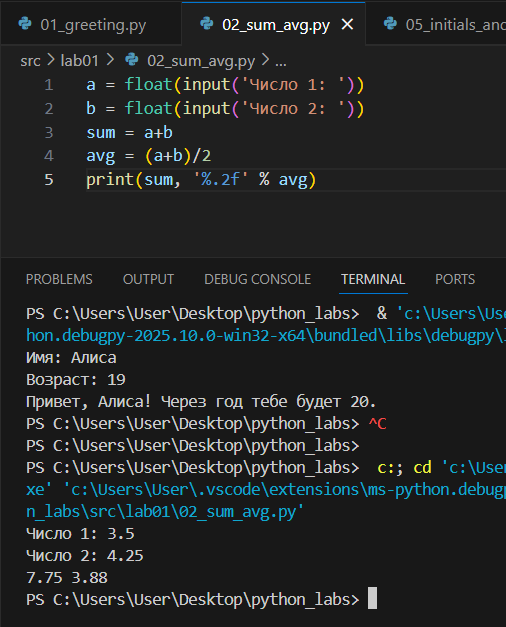 01_greeting.py 02_sum_avg.py × 05_initials_and
src > lab01 > 02_sum_avg.py > ...
1 a = float(input('Число 1: '))
2 b = float(input('Число 2: '))
3 sum = a+b
4 avg = (a+b)/2
5 print(sum, '%.2f' % avg)
PROBLEMS OUTPUT DEBUG CONSOLE TERMINAL PORTS
PS C:\Users\User\Desktop\python_labs> & 'c:\Users\Use
hon.debugpy-2025.10.0-win32-x64\bundled\libs\debugpy\l
Имя: Алиса
Возраст: 19
Привет, Алиса! Через год тебе будет 20.
PS C:\Users\User\Desktop\python_labs> ^C
PS C:\Users\User\Desktop\python_labs>
PS C:\Users\User\Desktop\python_labs> c:; cd 'c:\User
xe' 'c:\Users\User\.vscode\extensions\ms-python.debugp
n_labs\src\lab01\02_sum_avg.py'
Число 1: 3.5
Число 2: 4.25
7.75 3.88
PS C:\Users\User\Desktop\python_labs>